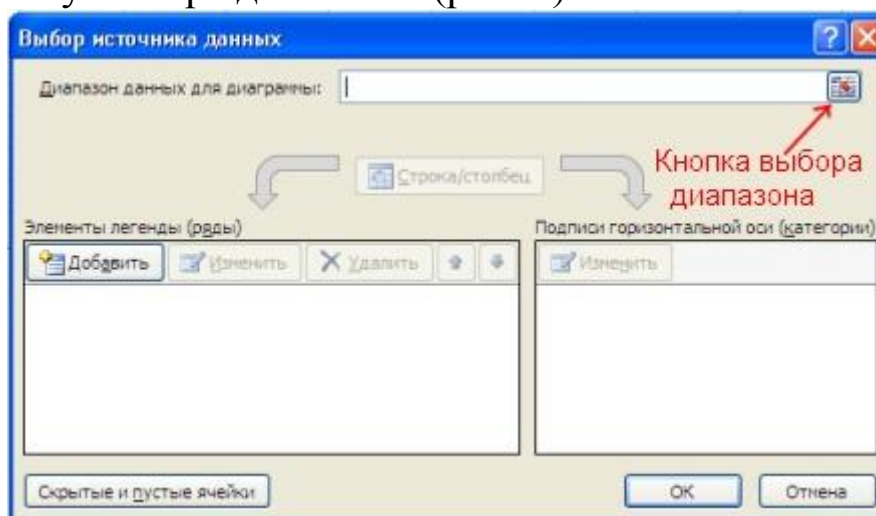 Выбор источника данных
Диапазон данных для диаграммы:
Кнопка выбора
диапазона
Строка/столбец
Элементы легенды (ряды)
Подписи горизонтальной оси (категории)
Добавить
Изменить
Удалить
Изменить
Скрытые и пустые ячейки
ОК
Отмена